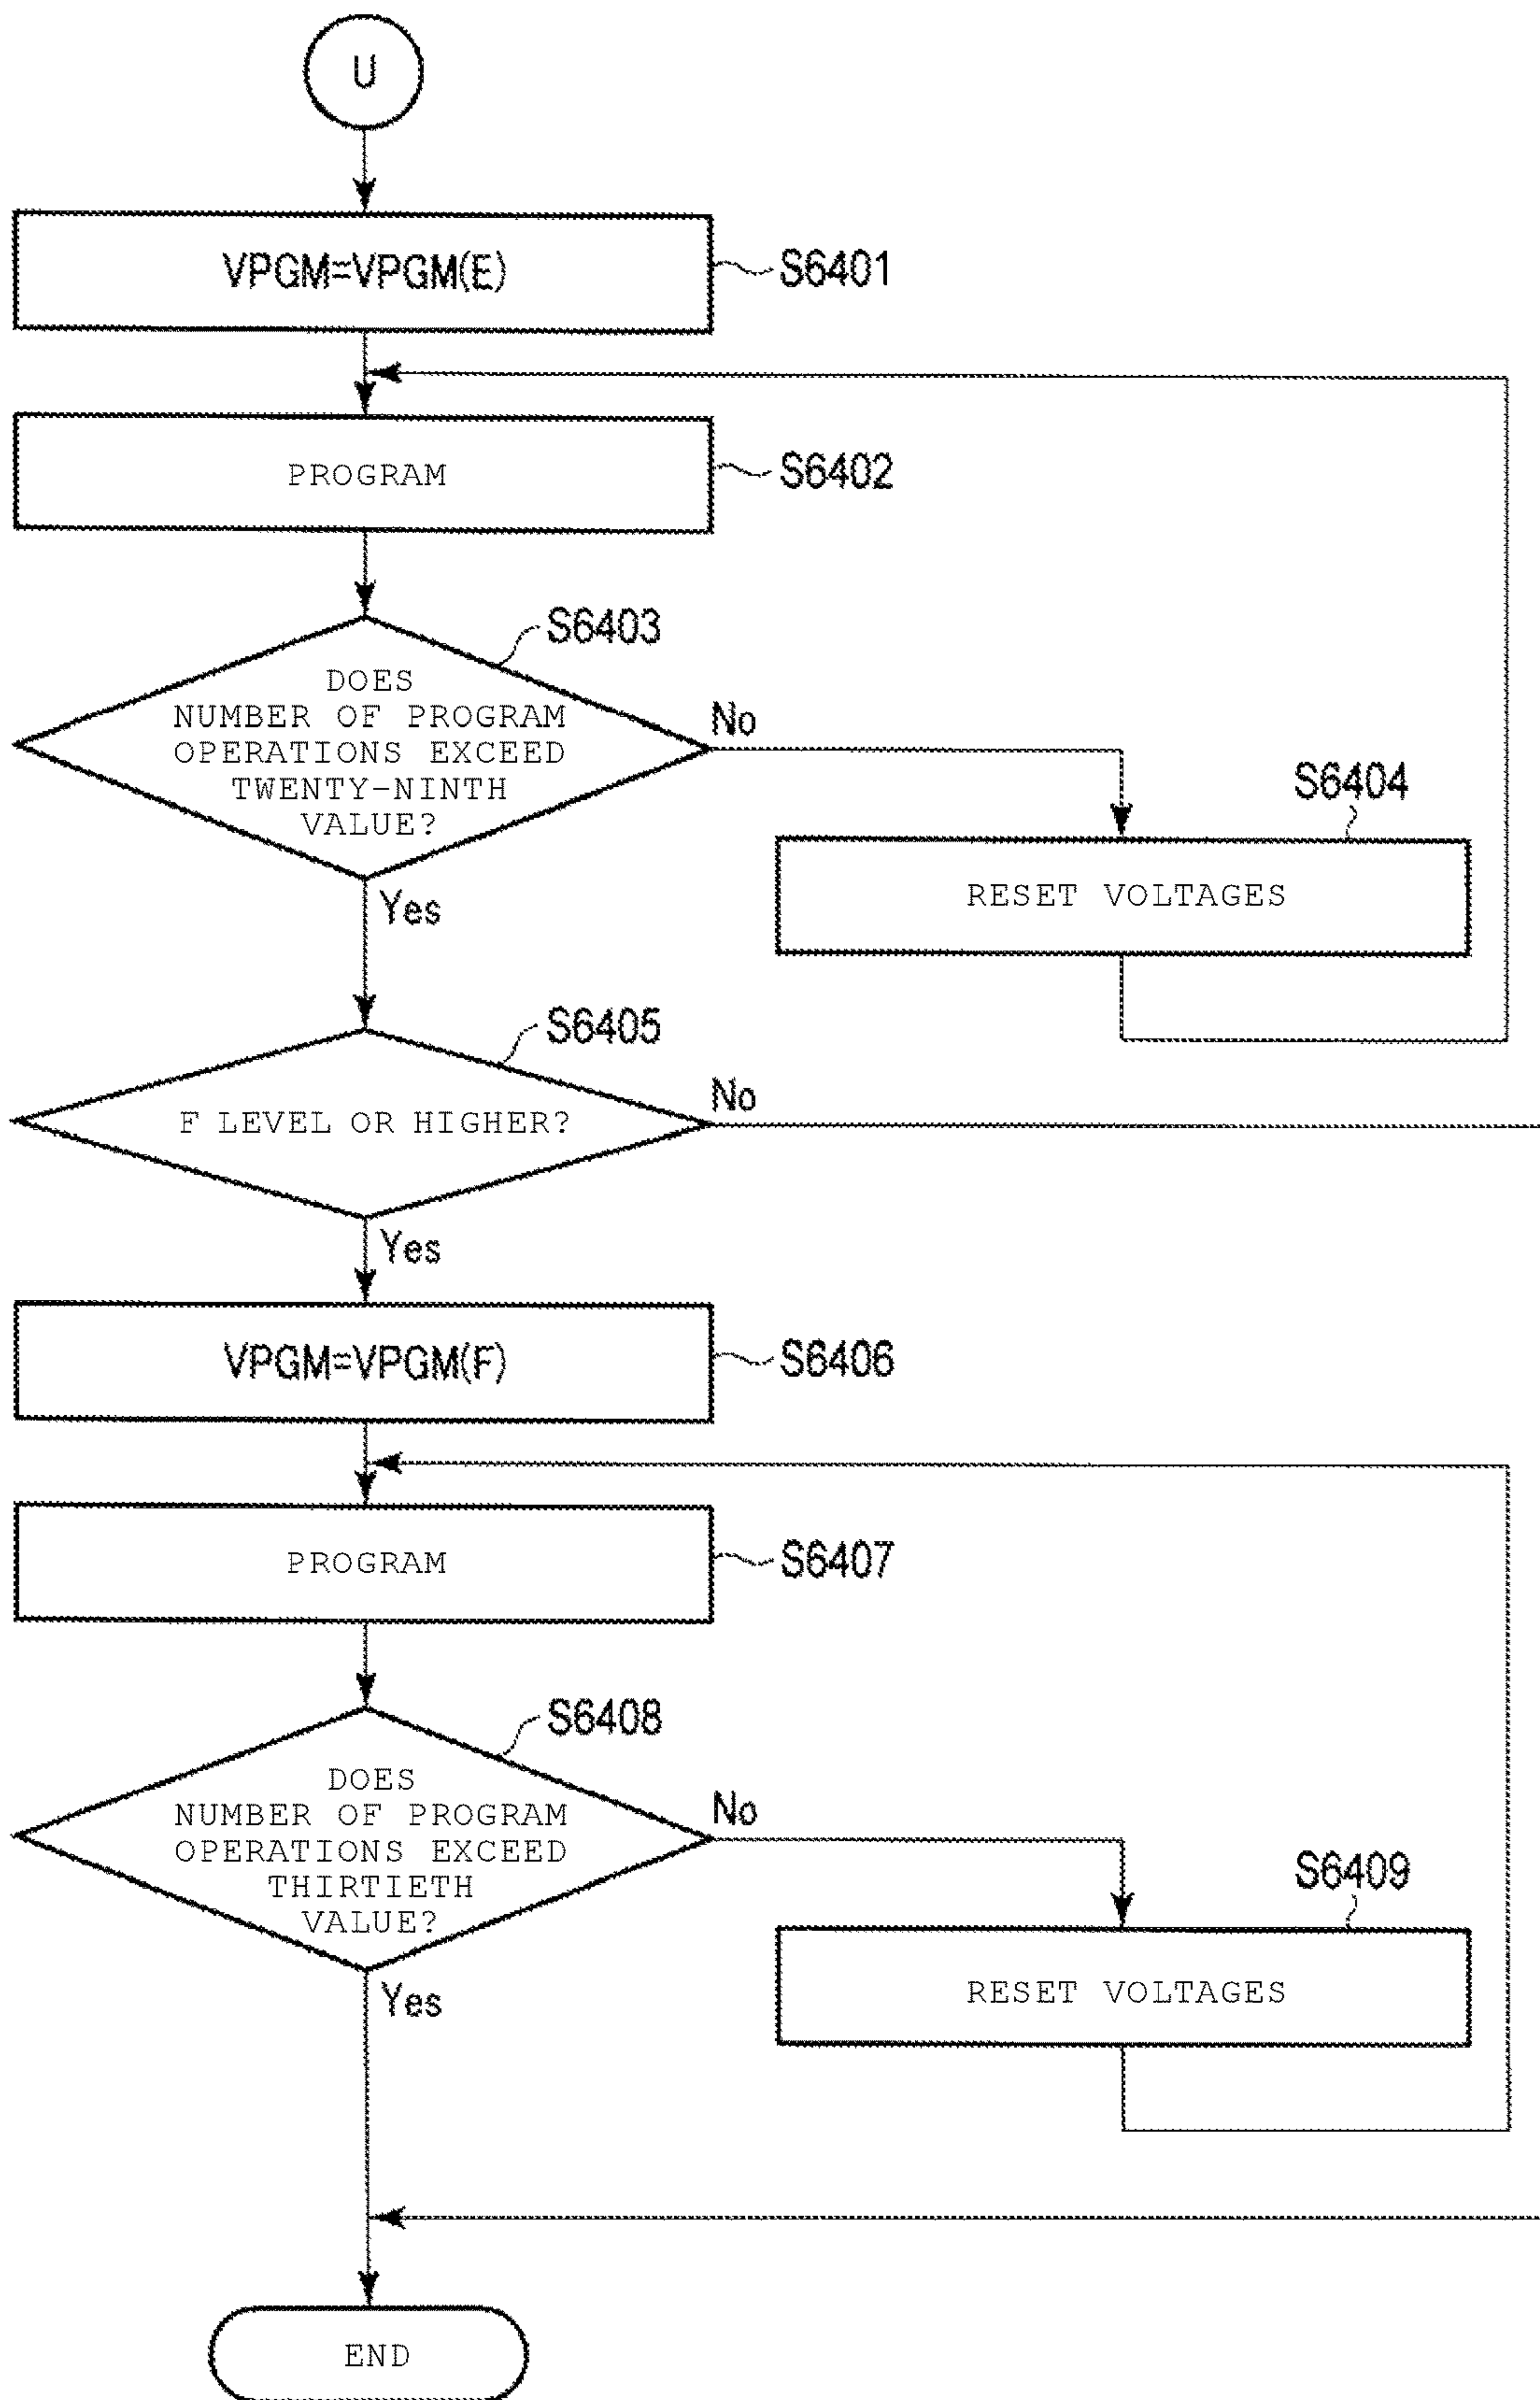 U
VPGM=VPGM(E)
S6401
PROGRAM
S6402
S6403
DOES
NUMBER OF PROGRAM
OPERATIONS EXCEED
TWENTY-NINTH
VALUE?
No
Yes
S6404
RESET VOLTAGES
S6405
F LEVEL OR HIGHER?
No
Yes
VPGM=VPGM(F)
S6406
PROGRAM
S6407
S6408
DOES
NUMBER OF PROGRAM
OPERATIONS EXCEED
THIRTIETH
VALUE?
No
Yes
S6409
RESET VOLTAGES
END